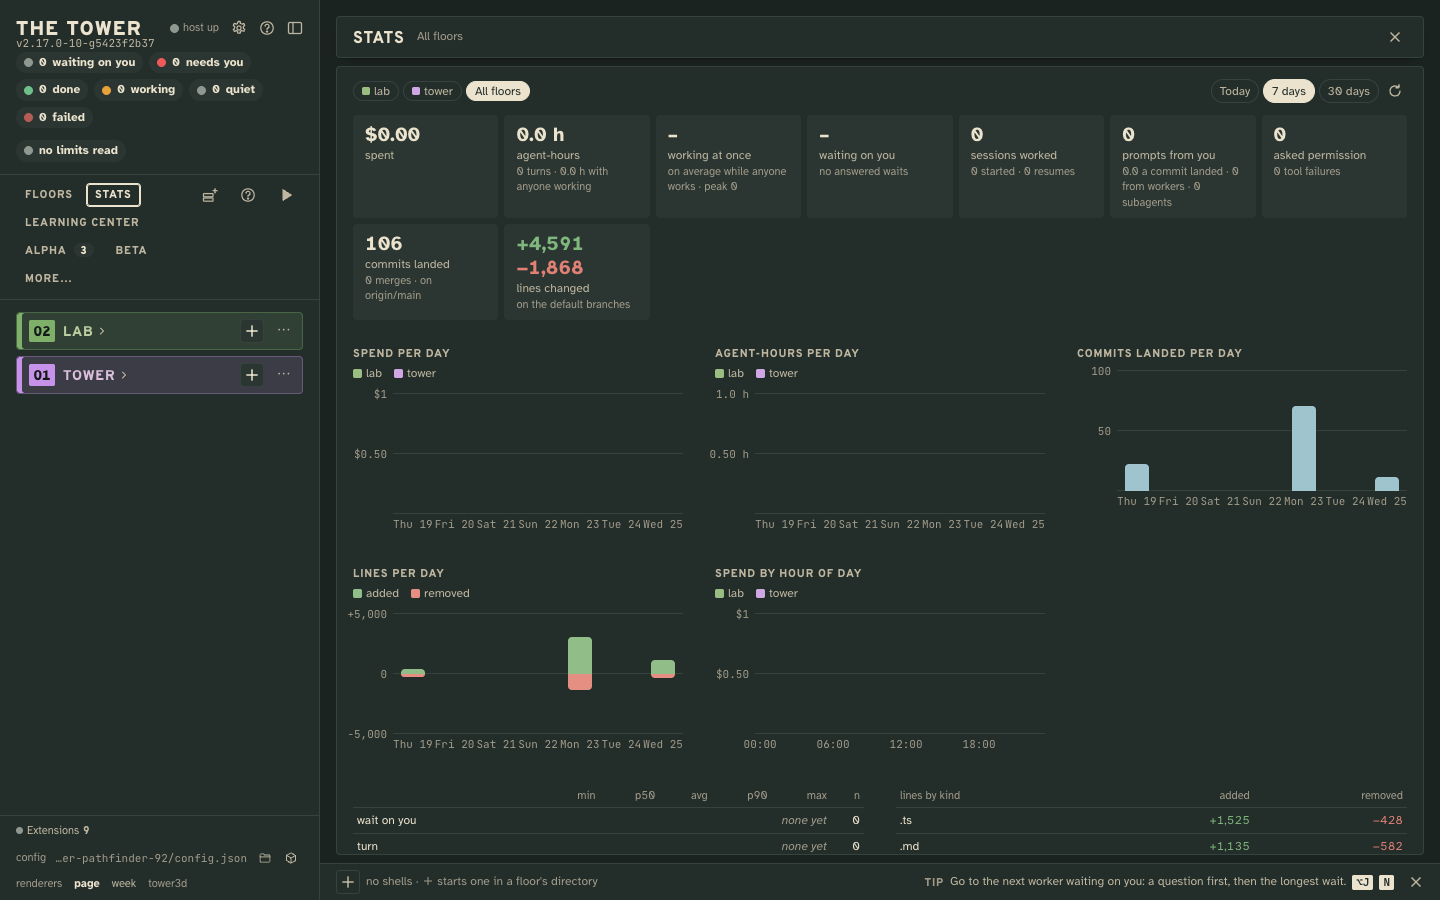 THE TOWER
host up
v2.17.0-10-g5423f2b37
0 waiting on you
0 needs you
0 done
0 working
0 quiet
0 failed
no limits read
FLOORS
STATS
LEARNING CENTER
ALPHA 3
BETA
MORE...
02 LAB ›
01 TOWER ›
Extensions 9
config …er-pathfinder-92/config.json
renderers page week tower3d
STATS All floors
lab tower All floors
Today 7 days 30 days
$0.00
spent
0.0 h
agent-hours
0 turns · 0.0 h with
anyone working
–
working at once
on average while anyone
works · peak 0
–
waiting on you
no answered waits
0
sessions worked
0 started · 0 resumes
0
prompts from you
0.0 a commit landed · 0
from workers · 0
subagents
0
asked permission
0 tool failures
106
commits landed
0 merges · on
origin/main
+4,591
−1,868
lines changed
on the default branches
SPEND PER DAY
lab tower
$1
$0.50
Thu 19 Fri 20 Sat 21 Sun 22 Mon 23 Tue 24 Wed 25
AGENT-HOURS PER DAY
lab tower
1.0 h
0.50 h
Thu 19 Fri 20 Sat 21 Sun 22 Mon 23 Tue 24 Wed 25
COMMITS LANDED PER DAY
100
50
Thu 19 Fri 20 Sat 21 Sun 22 Mon 23 Tue 24 Wed 25
LINES PER DAY
added removed
+5,000
0
-5,000
Thu 19 Fri 20 Sat 21 Sun 22 Mon 23 Tue 24 Wed 25
SPEND BY HOUR OF DAY
lab tower
$1
$0.50
00:00 06:00 12:00 18:00
min p50 avg p90 max n
wait on you none yet 0
turn none yet 0
lines by kind added removed
.ts +1,525 −428
.md +1,135 −582
no shells · + starts one in a floor's directory
TIP Go to the next worker waiting on you: a question first, then the longest wait. ⌥J N